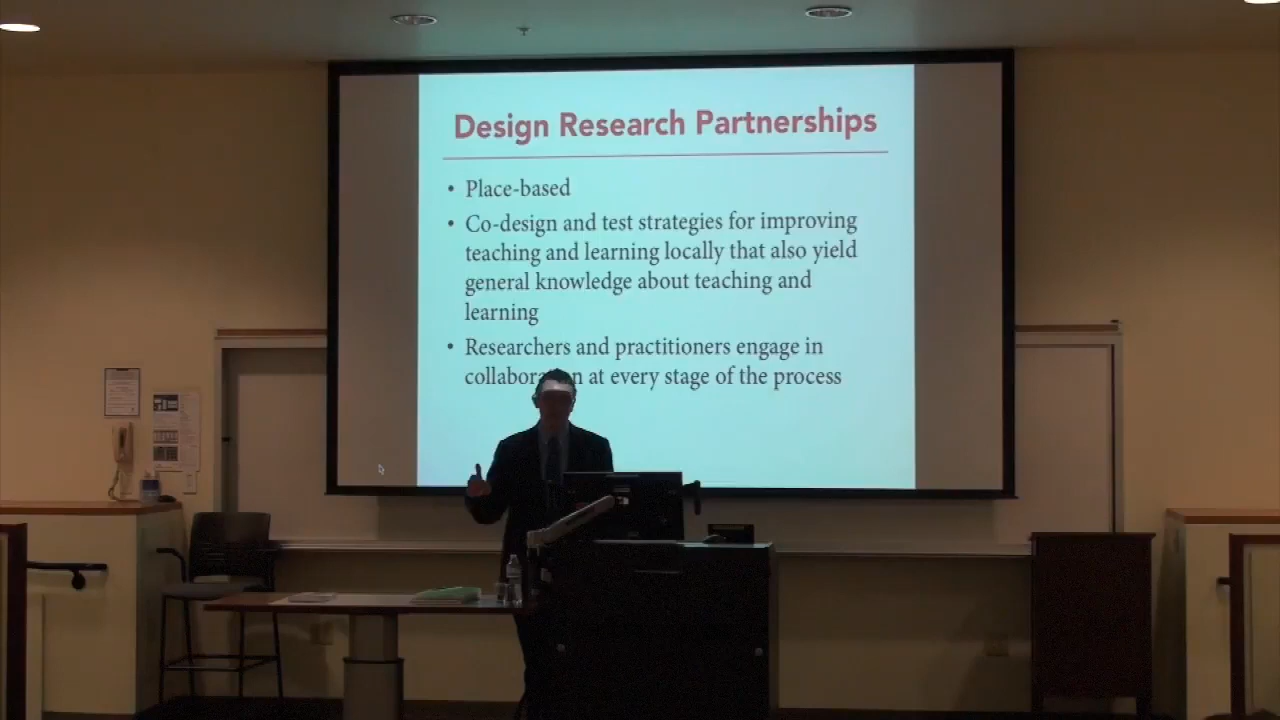 Design Research Partnerships
• Place-based
• Co-design and test strategies for improving
teaching and learning locally that also yield
general knowledge about teaching and
learning
• Researchers and practitioners engage in
at every stage of the process